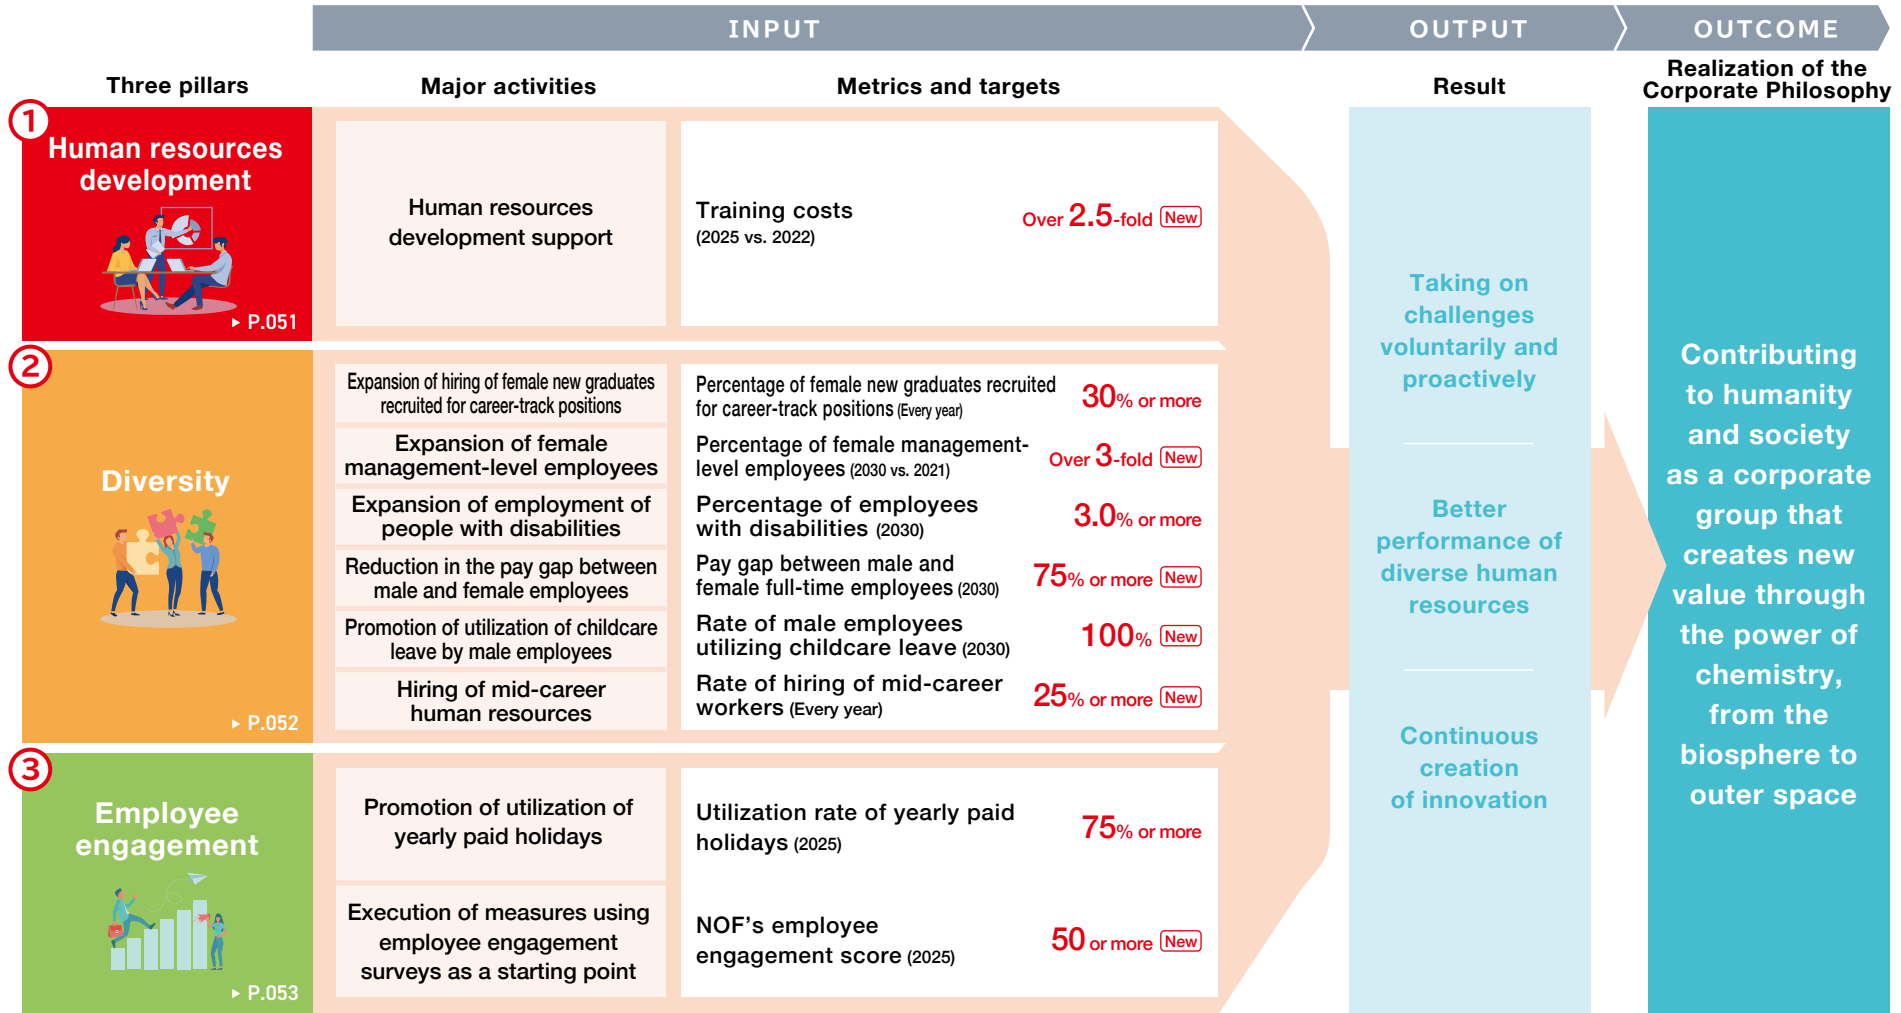 INPUT
OUTPUT
OUTCOME
Three pillars
Major activities
Metrics and targets
Result
Realization of the
Corporate Philosophy
1
Human resources
development
P.051
Human resources
development support
Training costs
(2025 vs. 2022)
Over 2.5-fold New
2
Diversity
P.052
Expansion of hiring of female new graduates
recruited for career-track positions
Percentage of female new graduates recruited
for career-track positions (Every year)
30% or more
Expansion of female
management-level employees
Percentage of female management-
level employees (2030 vs. 2021)
Over 3-fold New
Expansion of employment of
people with disabilities
Percentage of employees
with disabilities (2030)
3.0% or more
Reduction in the pay gap between
male and female employees
Pay gap between male and
female full-time employees (2030)
75% or more New
Promotion of utilization of childcare
leave by male employees
Rate of male employees
utilizing childcare leave (2030)
100% New
Hiring of mid-career
human resources
Rate of hiring of mid-career
workers (Every year)
25% or more New
3
Employee
engagement
P.053
Promotion of utilization of
yearly paid holidays
Utilization rate of yearly paid
holidays (2025)
75% or more
Execution of measures using
employee engagement
surveys as a starting point
NOF's employee
engagement score (2025)
50 or more New
Taking on
challenges
voluntarily and
proactively
Better
performance of
diverse human
resources
Continuous
creation
of innovation
Contributing
to humanity
and society
as a corporate
group that
creates new
value through
the power of
chemistry,
from the
biosphere to
outer space